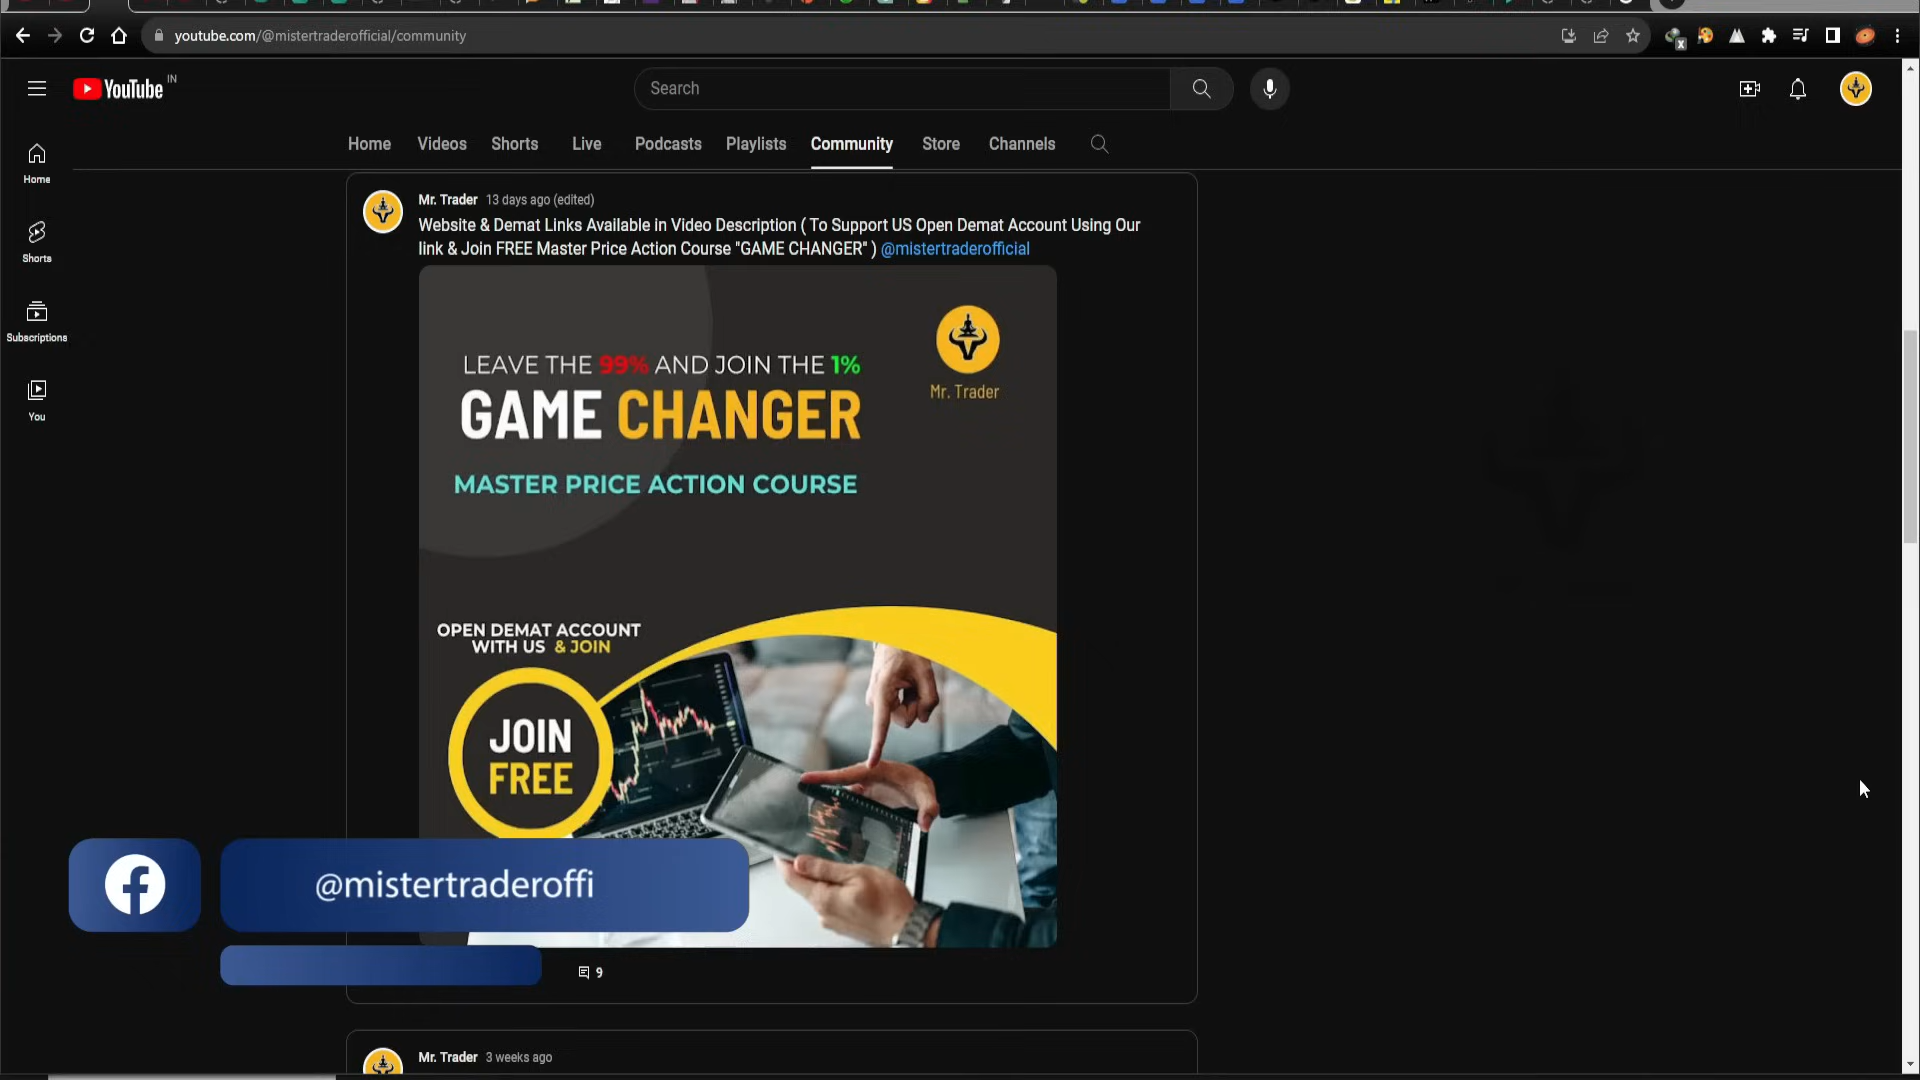 youtube.com/@mistertraderofficial/community
YouTube IN
Search
Home Videos Shorts Live Podcasts Playlists Community Store Channels
Home
Shorts
Subscriptions
You
Mr. Trader 13 days ago (edited)
Website & Demat Links Available in Video Description ( To Support US Open Demat Account Using Our
link & Join FREE Master Price Action Course "GAME CHANGER" ) @mistertraderofficial
LEAVE THE 99% AND JOIN THE 1%
GAME CHANGER
Mr. Trader
MASTER PRICE ACTION COURSE
OPEN DEMAT ACCOUNT
WITH US & JOIN
JOIN
FREE
@mistertraderoffi
9
Mr. Trader 3 weeks ago